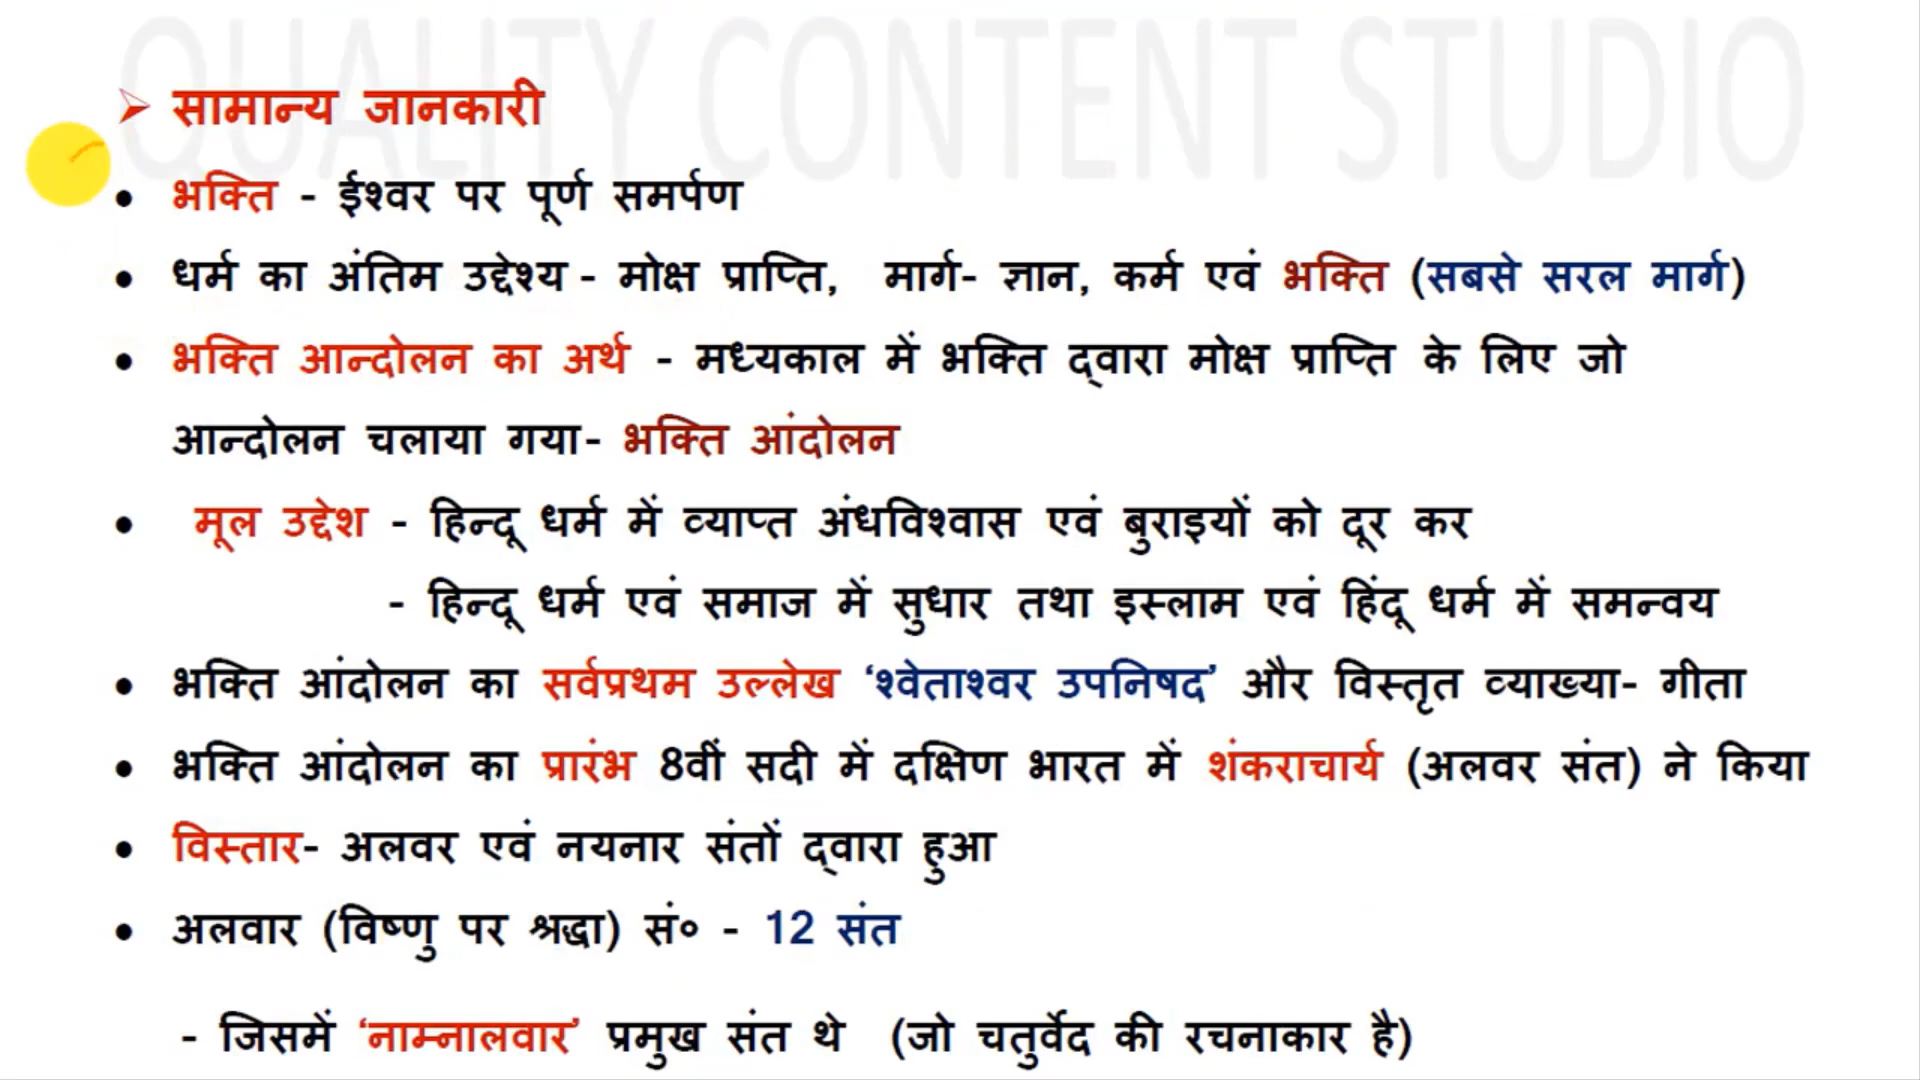 QUALITY CONTENT STUDIO
➢ सामान्य जानकारी
• भक्ति - ईश्वर पर पूर्ण समर्पण
• धर्म का अंतिम उद्देश्य - मोक्ष प्राप्ति, मार्ग- ज्ञान, कर्म एवं भक्ति (सबसे सरल मार्ग)
• भक्ति आन्दोलन का अर्थ - मध्यकाल में भक्ति द्वारा मोक्ष प्राप्ति के लिए जो
आन्दोलन चलाया गया- भक्ति आंदोलन
• मूल उद्देश - हिन्दू धर्म में व्याप्त अंधविश्वास एवं बुराइयों को दूर कर
- हिन्दू धर्म एवं समाज में सुधार तथा इस्लाम एवं हिंदू धर्म में समन्वय
• भक्ति आंदोलन का सर्वप्रथम उल्लेख ‘श्वेताश्वर उपनिषद’ और विस्तृत व्याख्या- गीता
• भक्ति आंदोलन का प्रारंभ 8वीं सदी में दक्षिण भारत में शंकराचार्य (अलवर संत) ने किया
• विस्तार- अलवर एवं नयनार संतों द्वारा हुआ
• अलवार (विष्णु पर श्रद्धा) सं० - 12 संत
- जिसमें ‘नाम्नालवार’ प्रमुख संत थे (जो चतुर्वेद की रचनाकार है)